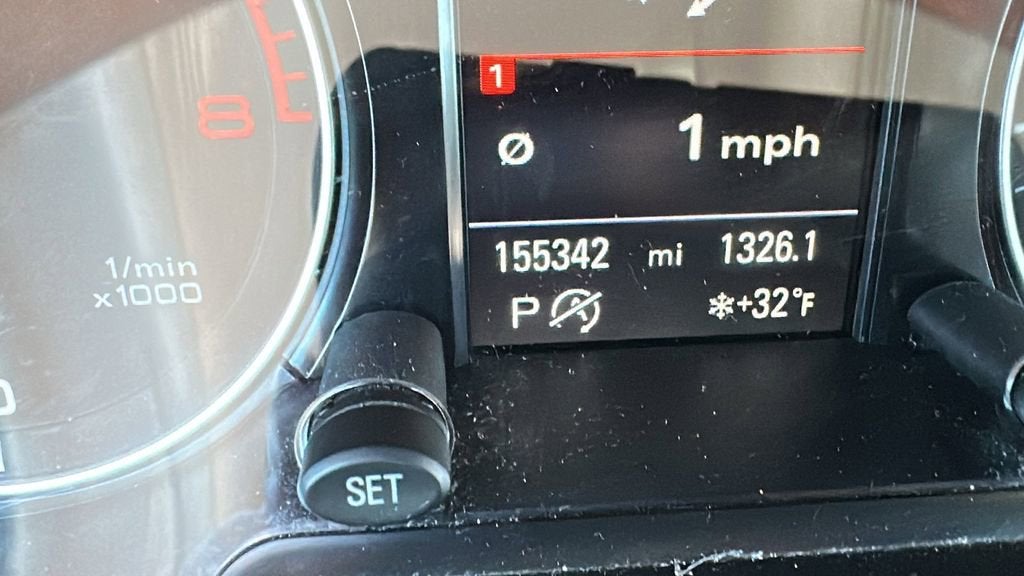 8
1/min
x1000
1
Ø 1 mph
155342 mi 1326.1
P A +32°F
SET